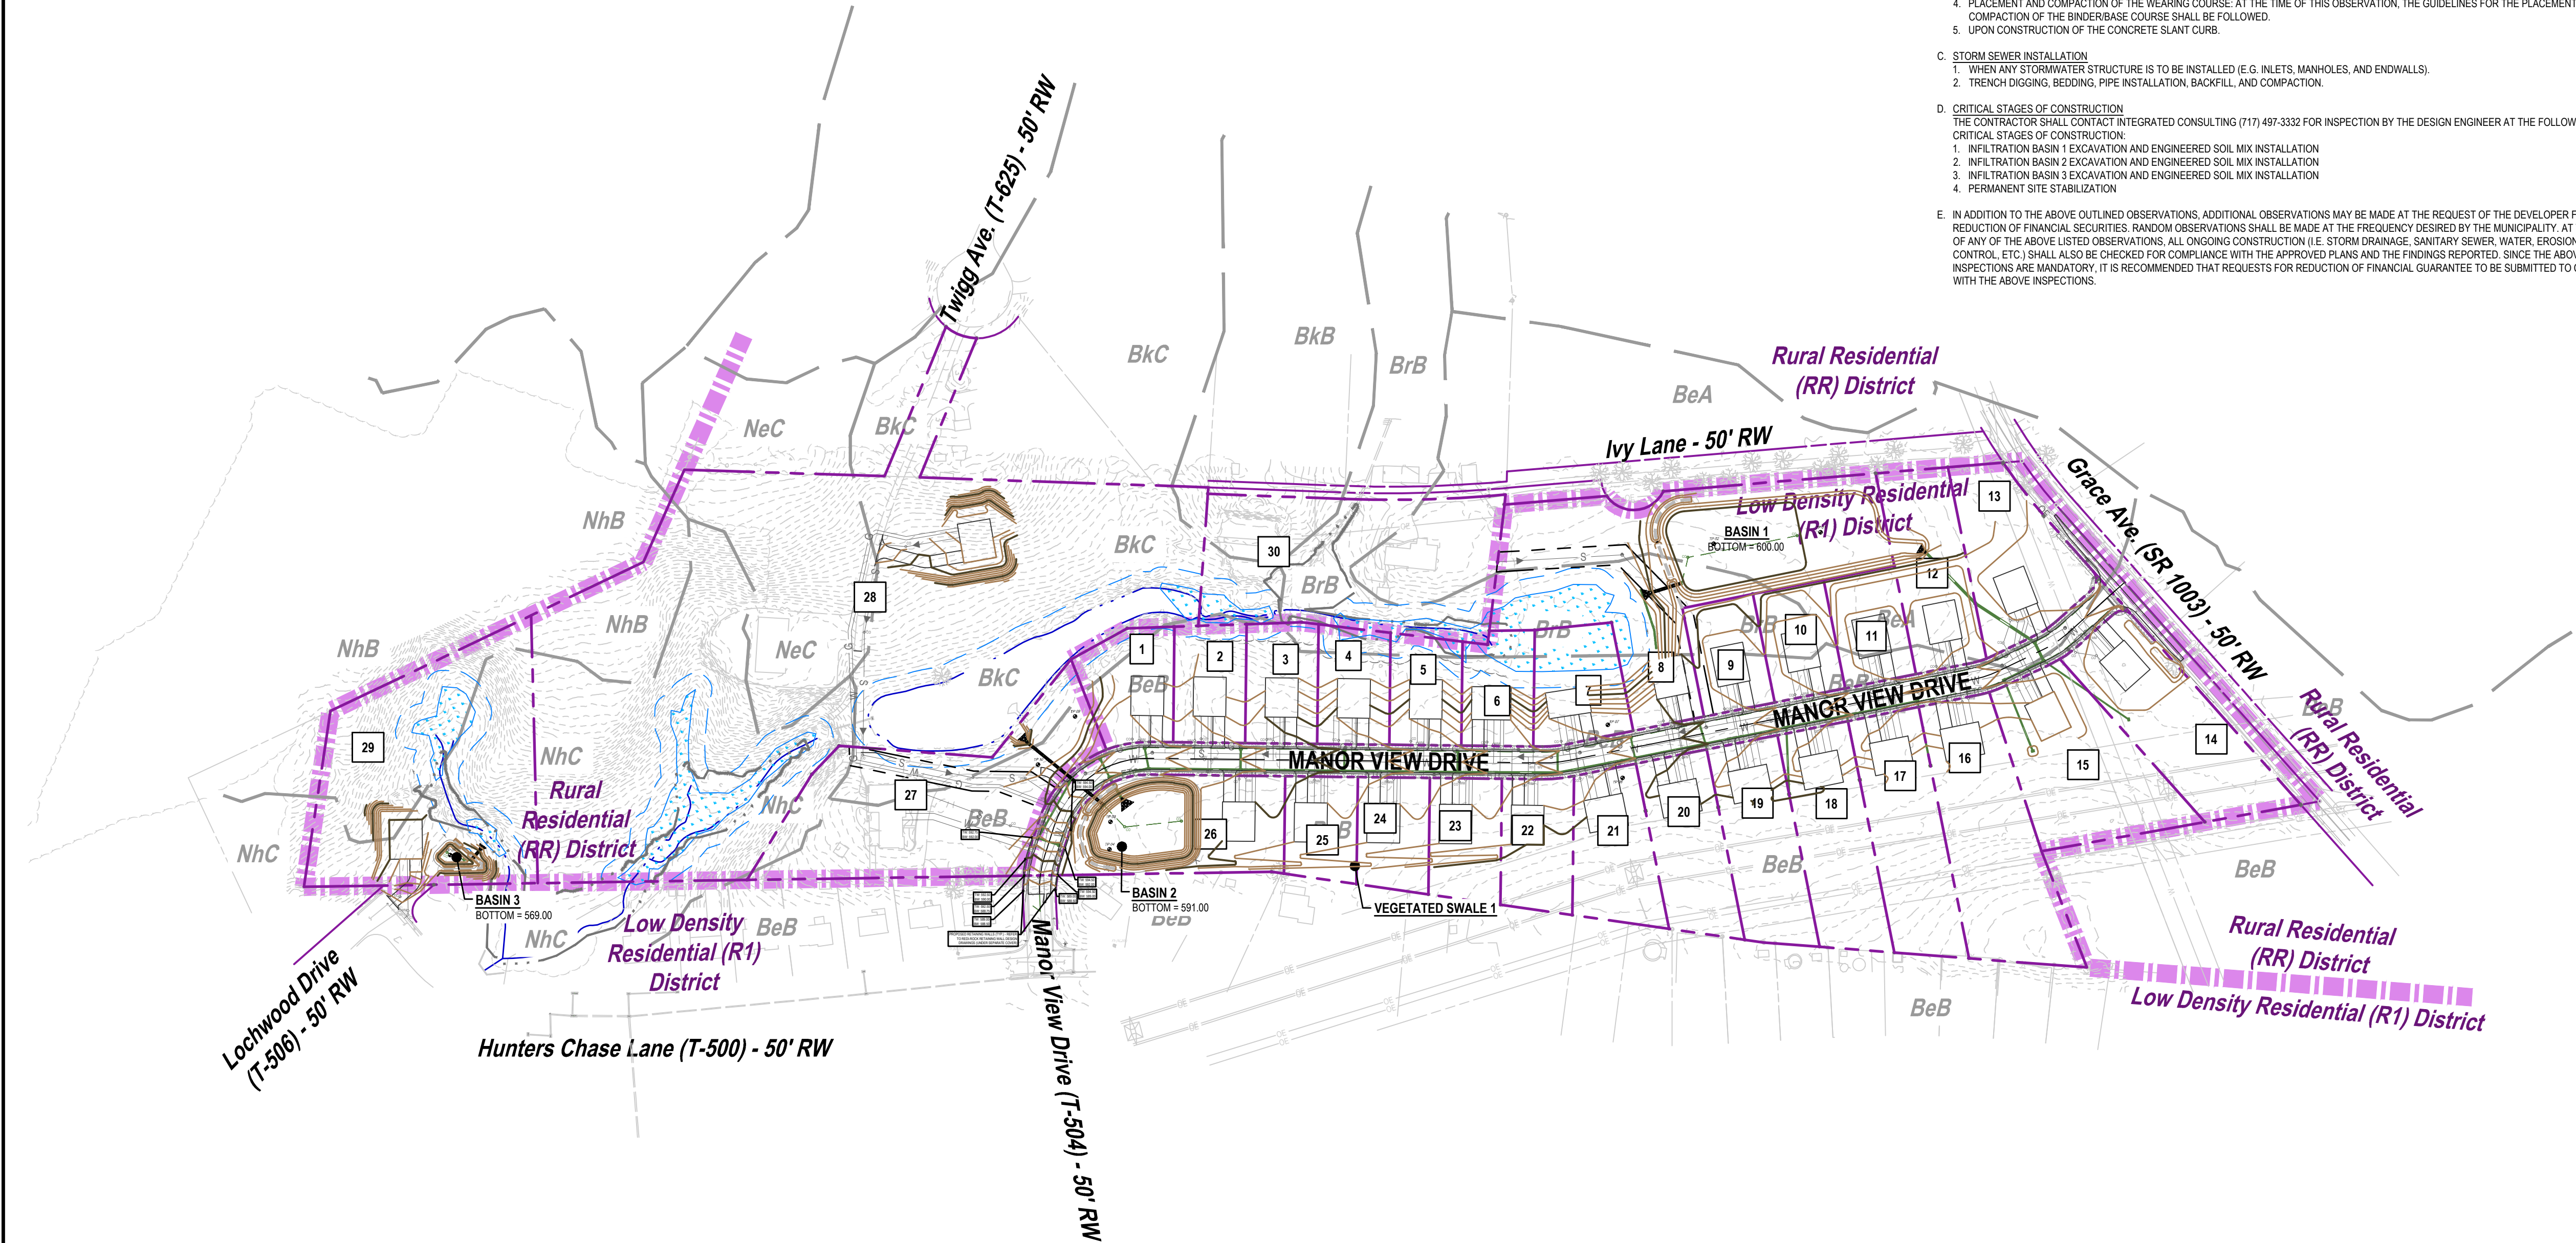 4. PLACEMENT AND COMPACTION OF THE WEARING COURSE: AT THE TIME OF THIS OBSERVATION, THE GUIDELINES FOR THE PLACEMENT
COMPACTION OF THE BINDER/BASE COURSE SHALL BE FOLLOWED.
5. UPON CONSTRUCTION OF THE CONCRETE SLANT CURB.
C. STORM SEWER INSTALLATION
1. WHEN ANY STORMWATER STRUCTURE IS TO BE INSTALLED (E.G. INLETS, MANHOLES, AND ENDWALLS).
2. TRENCH DIGGING, BEDDING, PIPE INSTALLATION, BACKFILL, AND COMPACTION.
D. CRITICAL STAGES OF CONSTRUCTION
THE CONTRACTOR SHALL CONTACT INTEGRATED CONSULTING (717) 497-3332 FOR INSPECTION BY THE DESIGN ENGINEER AT THE FOLLOW
CRITICAL STAGES OF CONSTRUCTION:
1. INFILTRATION BASIN 1 EXCAVATION AND ENGINEERED SOIL MIX INSTALLATION
2. INFILTRATION BASIN 2 EXCAVATION AND ENGINEERED SOIL MIX INSTALLATION
3. INFILTRATION BASIN 3 EXCAVATION AND ENGINEERED SOIL MIX INSTALLATION
4. PERMANENT SITE STABILIZATION
E. IN ADDITION TO THE ABOVE OUTLINED OBSERVATIONS, ADDITIONAL OBSERVATIONS MAY BE MADE AT THE REQUEST OF THE DEVELOPER F
REDUCTION OF FINANCIAL SECURITIES. RANDOM OBSERVATIONS SHALL BE MADE AT THE FREQUENCY DESIRED BY THE MUNICIPALITY. AT
OF ANY OF THE ABOVE LISTED OBSERVATIONS, ALL ONGOING CONSTRUCTION (I.E. STORM DRAINAGE, SANITARY SEWER, WATER, EROSION
CONTROL, ETC.) SHALL ALSO BE CHECKED FOR COMPLIANCE WITH THE APPROVED PLANS AND THE FINDINGS REPORTED. SINCE THE ABOV
INSPECTIONS ARE MANDATORY, IT IS RECOMMENDED THAT REQUESTS FOR REDUCTION OF FINANCIAL GUARANTEE TO BE SUBMITTED TO
WITH THE ABOVE INSPECTIONS.
Twigg Ave. (T-625) - 50' RW
BkC
BkB
BrB
BeA
Rural Residential
(RR) District
NeC
BkC
Ivy Lane - 50' RW
Grace Ave. (SR 1003) - 50' RW
Low Density Residential
(R1) District
13
NhB
BASIN 1
BOTTOM = 600.00
BkC
30
BrB
12
28
NhB
NhB
NeC
BkC
BrB
BrB
BeA
1
2
3
4
5
6
7
8
9
10
11
BeB
BeB
BeB
MANOR VIEW DRIVE
MANOR VIEW DRIVE
BeB
Rural Residential
(RR) District
29
NhC
Rural
Residential
(RR) District
NhC
27
BeB
14
15
16
17
18
19
20
21
22
23
24
25
26
BeB
BeB
BeB
NhC
BASIN 3
BOTTOM = 569.00
BASIN 2
BOTTOM = 591.00
BeB
VEGETATED SWALE 1
NhC
Low Density
Residential (R1)
District
BeB
Rural Residential
(RR) District
Low Density Residential (R1) District
BeB
Lochwood Drive
(T-506) - 50' RW
Hunters Chase Lane (T-500) - 50' RW
Manor View Drive (T-504) - 50' RW